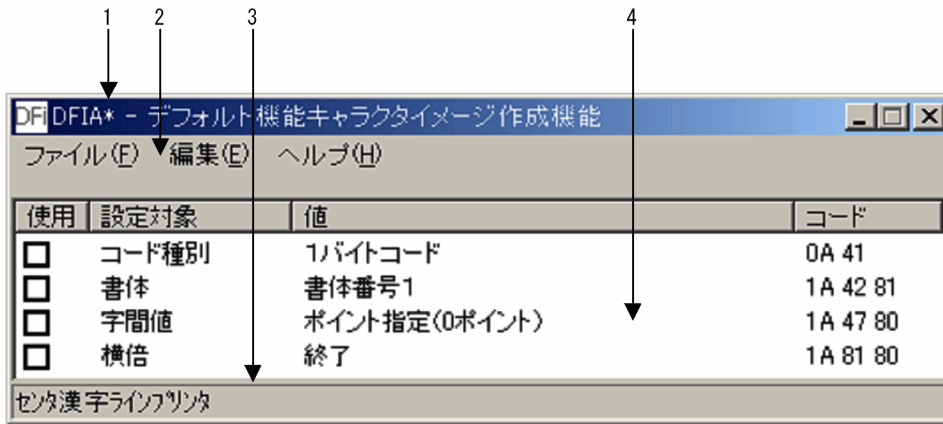 1 2 3 4
DFi DFIA* - デフォルト機能キャラクタイメージ作成機能
ファイル(F) 編集(E) ヘルプ(H)
使用 設定対象 値 コード
コード種別 1バイトコード 0A 41
書体 書体番号1 1A 42 81
字間値 ポイント指定(0ポイント) 1A 47 80
横倍 終了 1A 81 80
ｾﾝﾀ漢字ﾗｲﾝﾌﾟﾘﾝﾀ